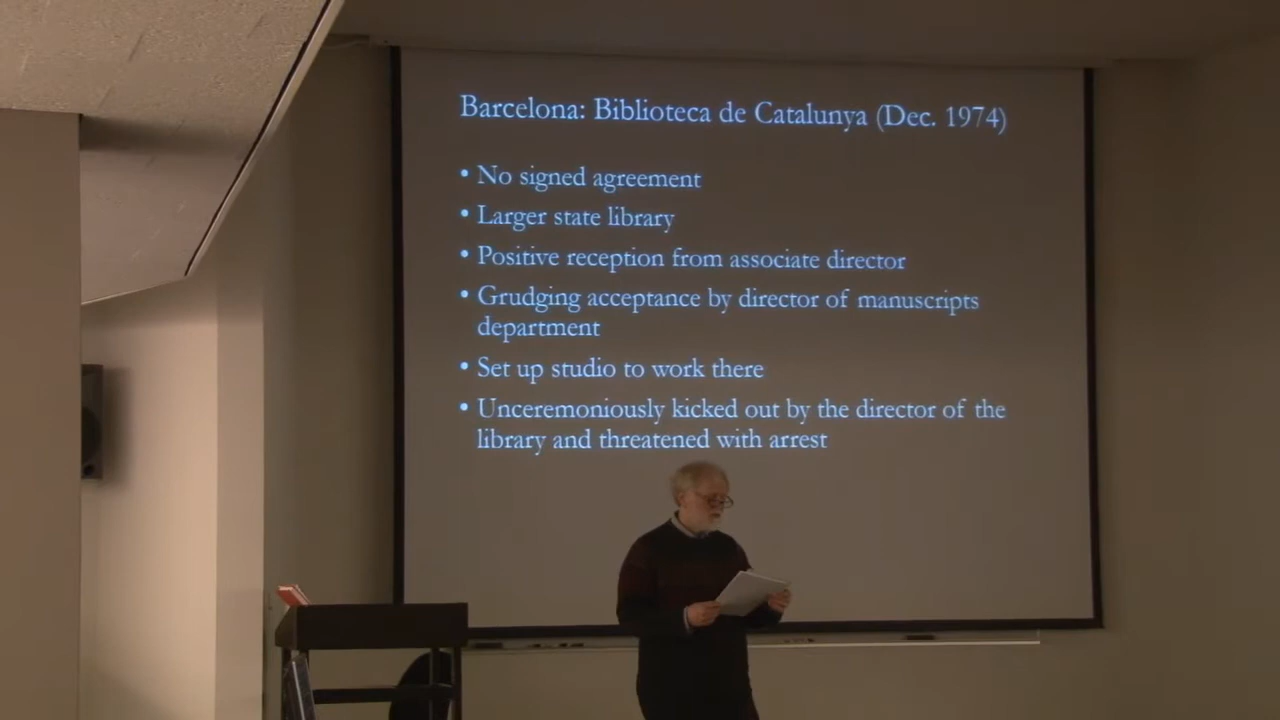 Barcelona: Biblioteca de Catalunya (Dec. 1974)
• No signed agreement
• Larger state library
• Positive reception from associate director
• Grudging acceptance by director of manuscripts
department
• Set up studio to work there
• Unceremoniously kicked out by the director of the
library and threatened with arrest